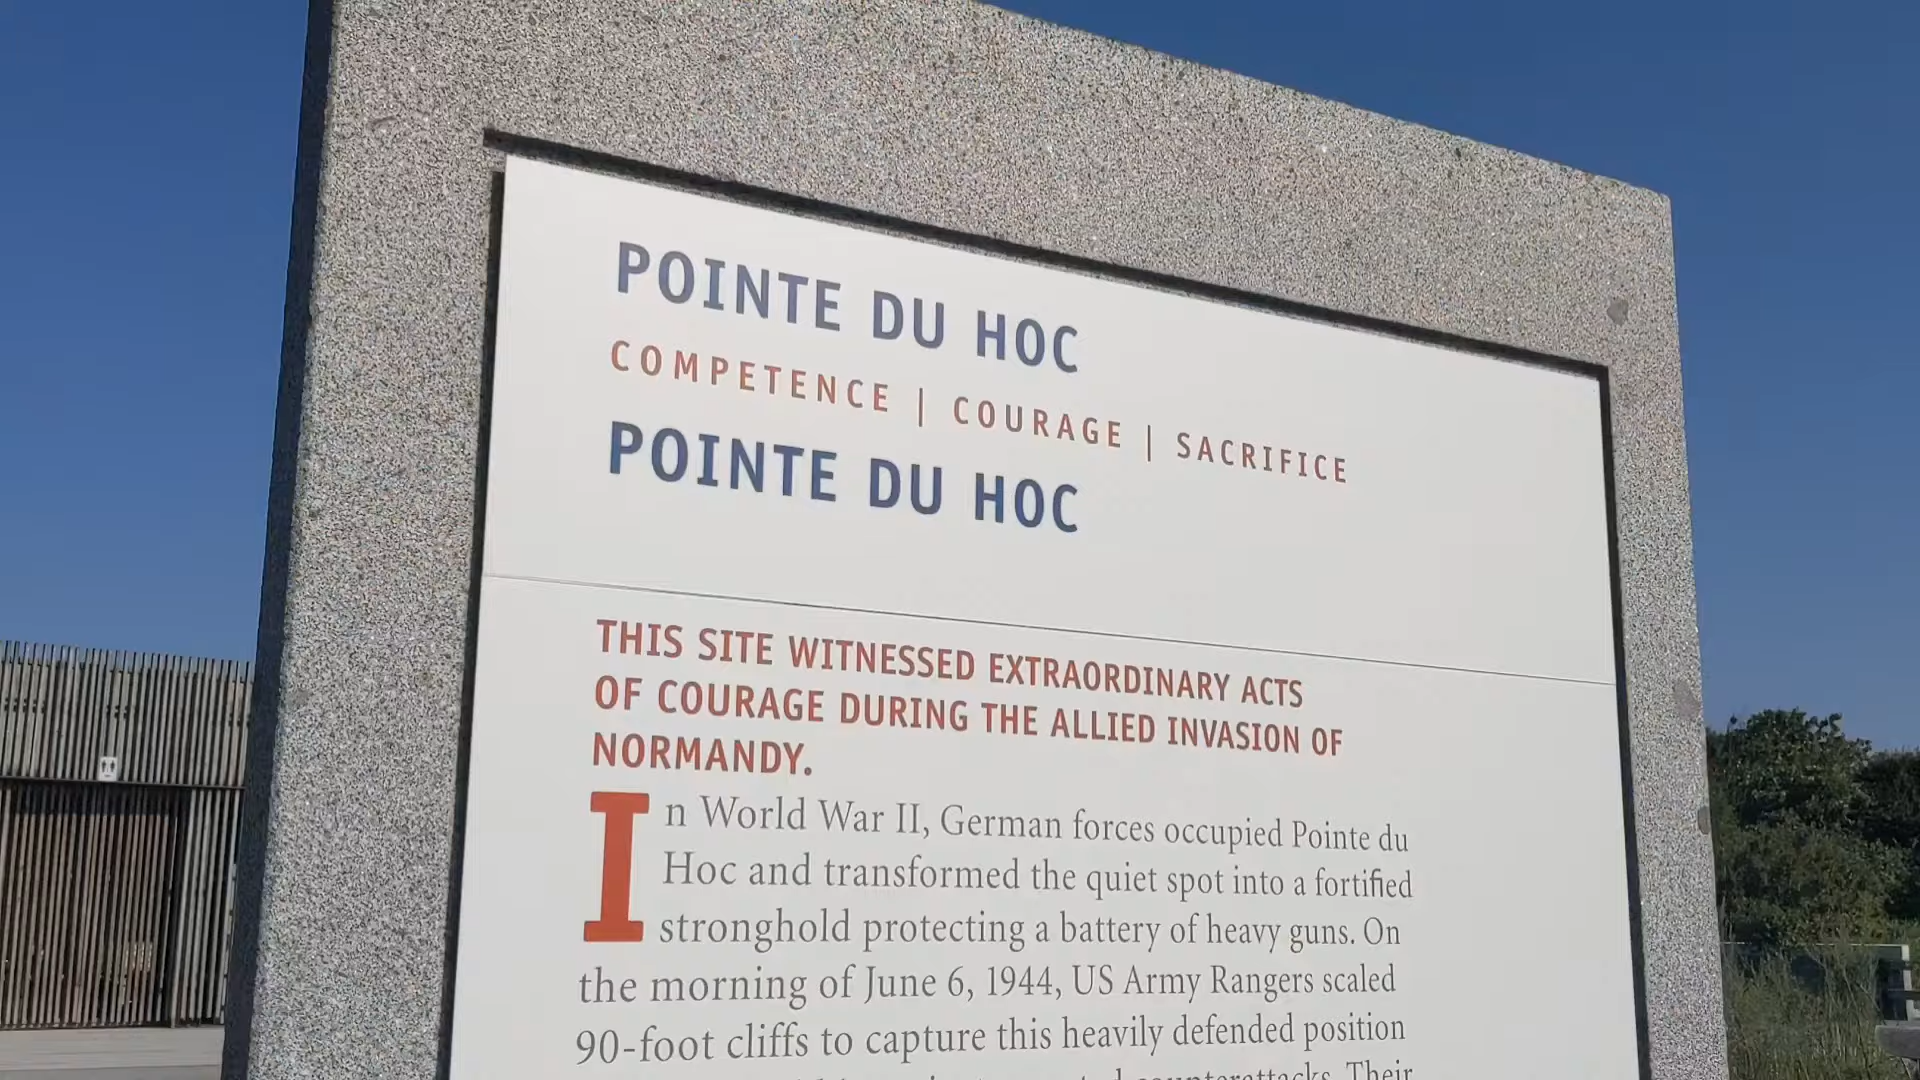 POINTE DU HOC
COMPETENCE | COURAGE | SACRIFICE
POINTE DU HOC
THIS SITE WITNESSED EXTRAORDINARY ACTS
OF COURAGE DURING THE ALLIED INVASION OF
NORMANDY.
In World War II, German forces occupied Pointe du
Hoc and transformed the quiet spot into a fortified
stronghold protecting a battery of heavy guns. On
the morning of June 6, 1944, US Army Rangers scaled
90-foot cliffs to capture this heavily defended position
counterattacks. Their